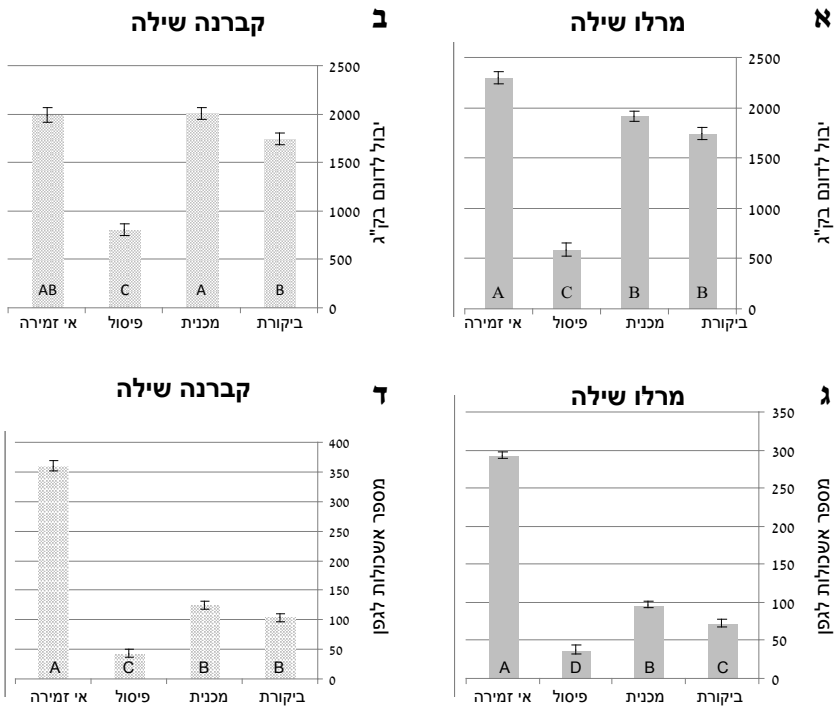 א
מרלו שילה
יבול לדונם בק"ג
2500
2000
1500
1000
500
0
B
B
C
A
ביקורת
מכנית
פיסול
אי זמירה
ב
קברנה שילה
יבול לדונם בק"ג
2500
2000
1500
1000
500
0
B
A
C
AB
ביקורת
מכנית
פיסול
אי זמירה
ג
מרלו שילה
מספר אשכולות לגפן
350
300
250
200
150
100
50
0
C
B
D
A
ביקורת
מכנית
פיסול
אי זמירה
ד
קברנה שילה
מספר אשכולות לגפן
400
350
300
250
200
150
100
50
0
B
B
C
A
ביקורת
מכנית
פיסול
אי זמירה